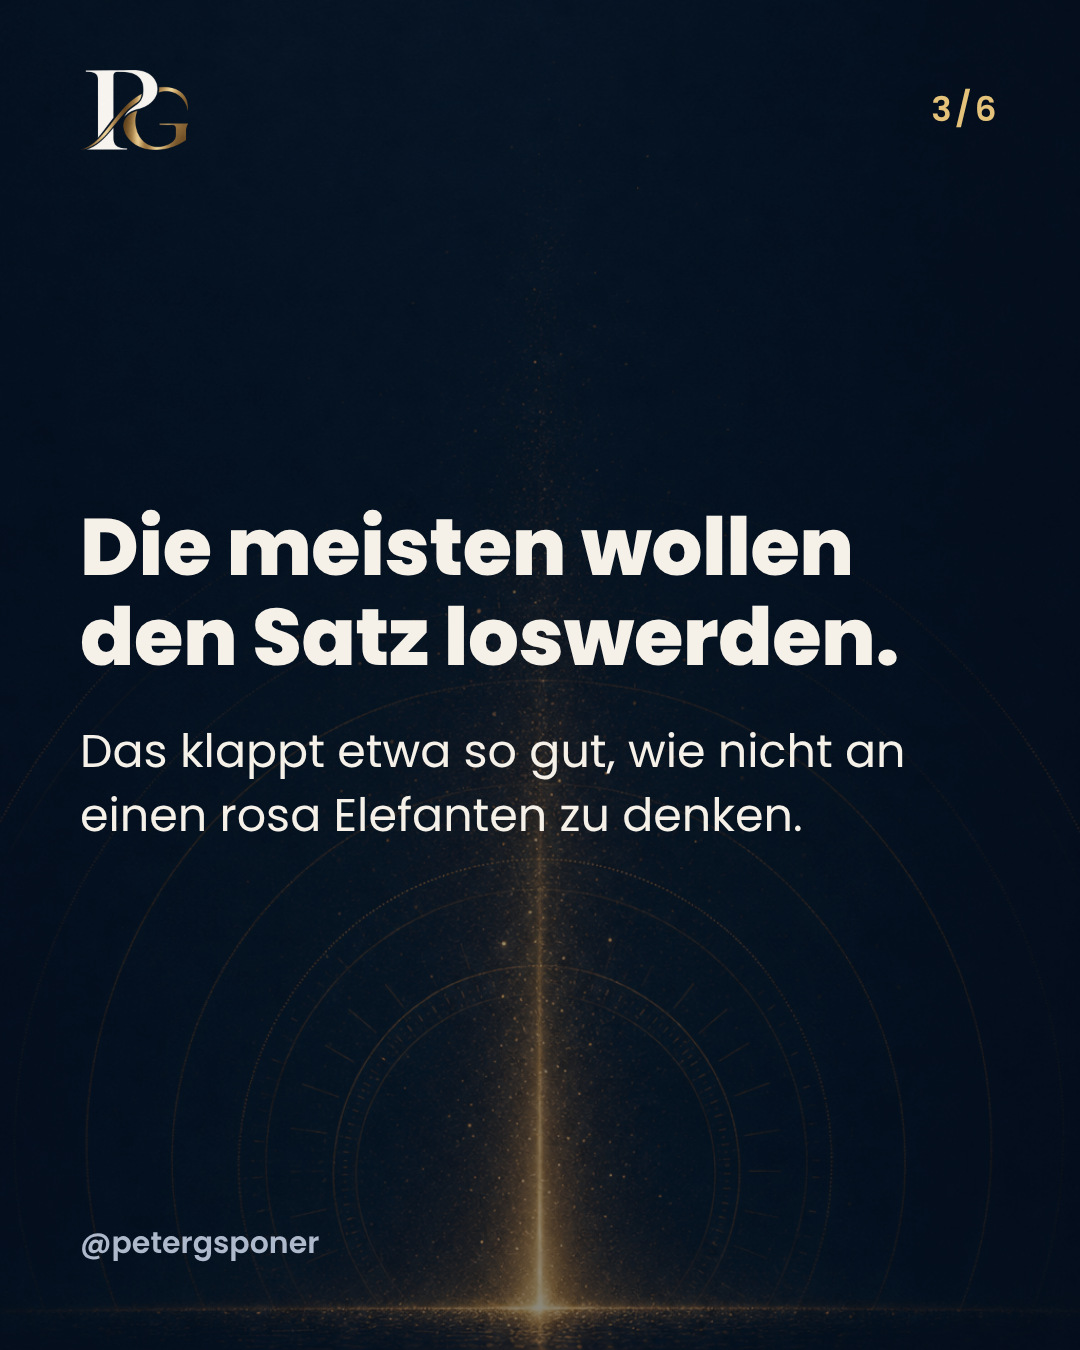 PG
3/6
Die meisten wollen
den Satz loswerden.
Das klappt etwa so gut, wie nicht an
einen rosa Elefanten zu denken.
@petergsponer